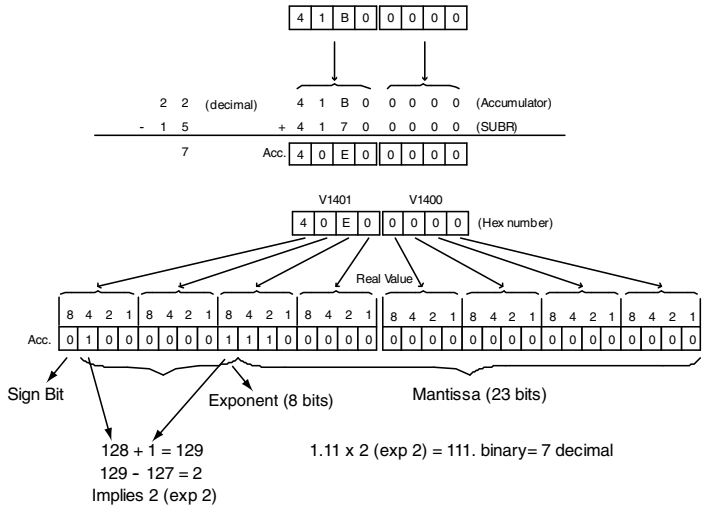 4 1 B 0 0 0 0 0
2 2 (decimal) 4 1 B 0 0 0 0 0 (Accumulator)
- 1 5 + 4 1 7 0 0 0 0 0 (SUBR)
7 Acc. 4 0 E 0 0 0 0 0
V1401 V1400
4 0 E 0 0 0 0 0 (Hex number)
Real Value
8 4 2 1 8 4 2 1 8 4 2 1 8 4 2 1 8 4 2 1 8 4 2 1 8 4 2 1 8 4 2 1
Acc. 0 1 0 0 0 0 0 0 1 1 1 0 0 0 0 0 0 0 0 0 0 0 0 0 0 0 0 0 0 0 0 0
Sign Bit Exponent (8 bits) Mantissa (23 bits)
128 + 1 = 129 1.11 x 2 (exp 2) = 111. binary= 7 decimal
129 - 127 = 2
Implies 2 (exp 2)